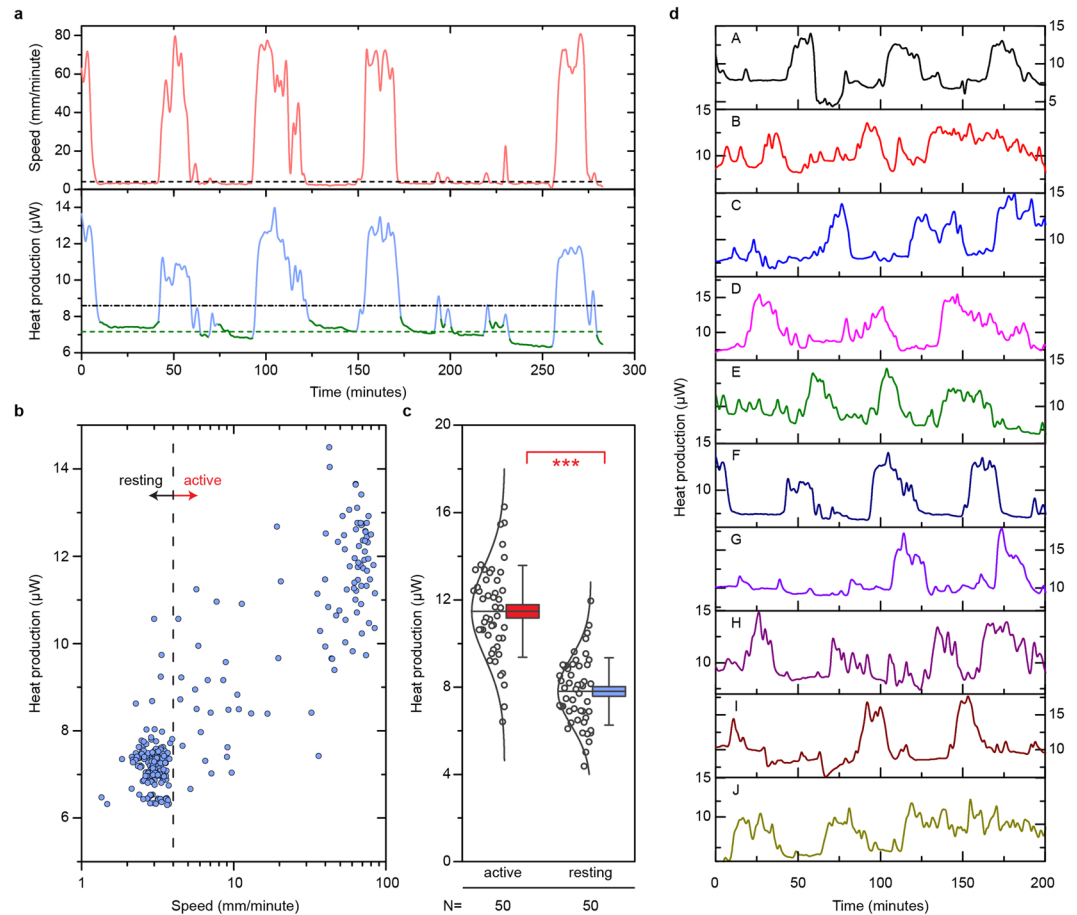 a
80
60
40
20
0
Speed (mm/minute)
14
12
10
8
6
Heat production (µW)
0 50 100 150 200 250 300
Time (minutes)
b
14
12
10
8
6
Heat production (µW)
resting active
1 10 100
Speed (mm/minute)
c
20
16
12
8
4
0
Heat production (µW)
***
active resting
N= 50 50
d
A 15
10
5
15
B
10
15
C
10
15
D
10
15
E
10
15
F
10
15
G
10
15
H
10
15
I
10
15
J
10
Heat production (µW)
0 50 100 150 200
Time (minutes)